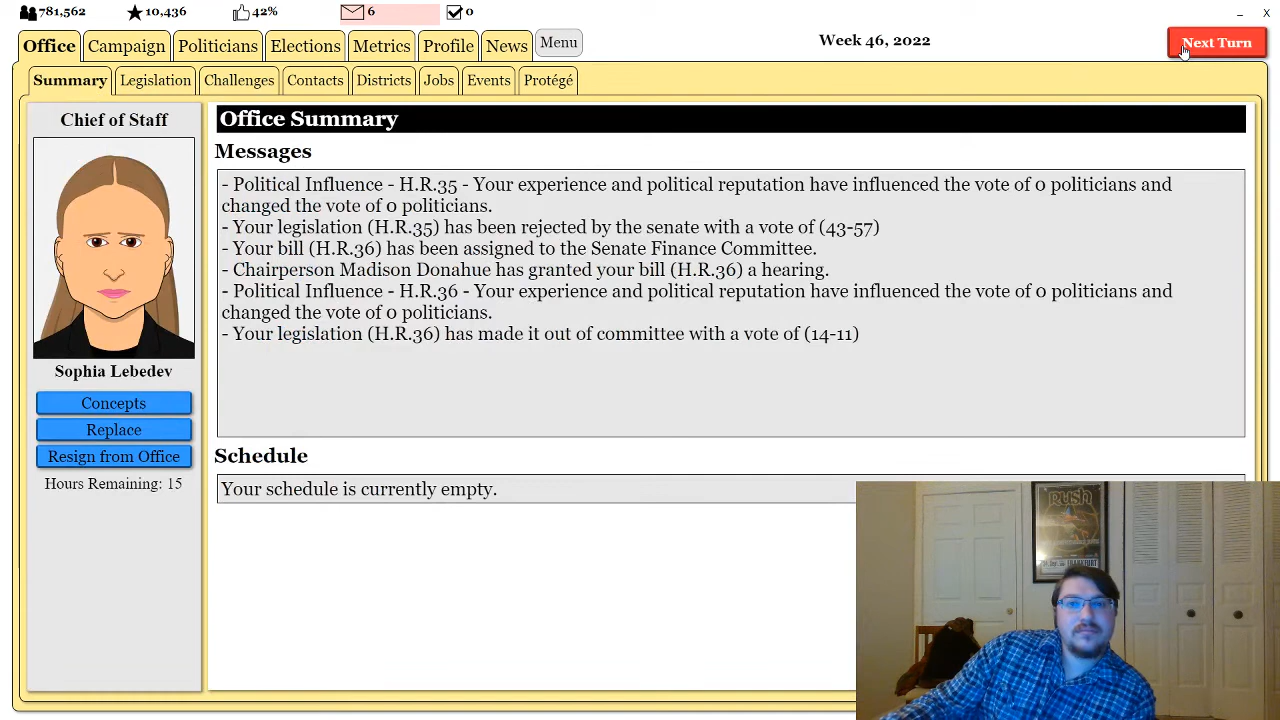 781,562 10,436 42% 6 0 _ X
Office Campaign Politicians Elections Metrics Profile News Menu Week 46, 2022 Next Turn
Summary Legislation Challenges Contacts Districts Jobs Events Protégé
Chief of Staff
Sophia Lebedev
Concepts
Replace
Resign from Office
Hours Remaining: 15
Office Summary
Messages
- Political Influence - H.R.35 - Your experience and political reputation have influenced the vote of 0 politicians and
changed the vote of 0 politicians.
- Your legislation (H.R.35) has been rejected by the senate with a vote of (43-57)
- Your bill (H.R.36) has been assigned to the Senate Finance Committee.
- Chairperson Madison Donahue has granted your bill (H.R.36) a hearing.
- Political Influence - H.R.36 - Your experience and political reputation have influenced the vote of 0 politicians and
changed the vote of 0 politicians.
- Your legislation (H.R.36) has made it out of committee with a vote of (14-11)
Schedule
Your schedule is currently empty.
RUSH